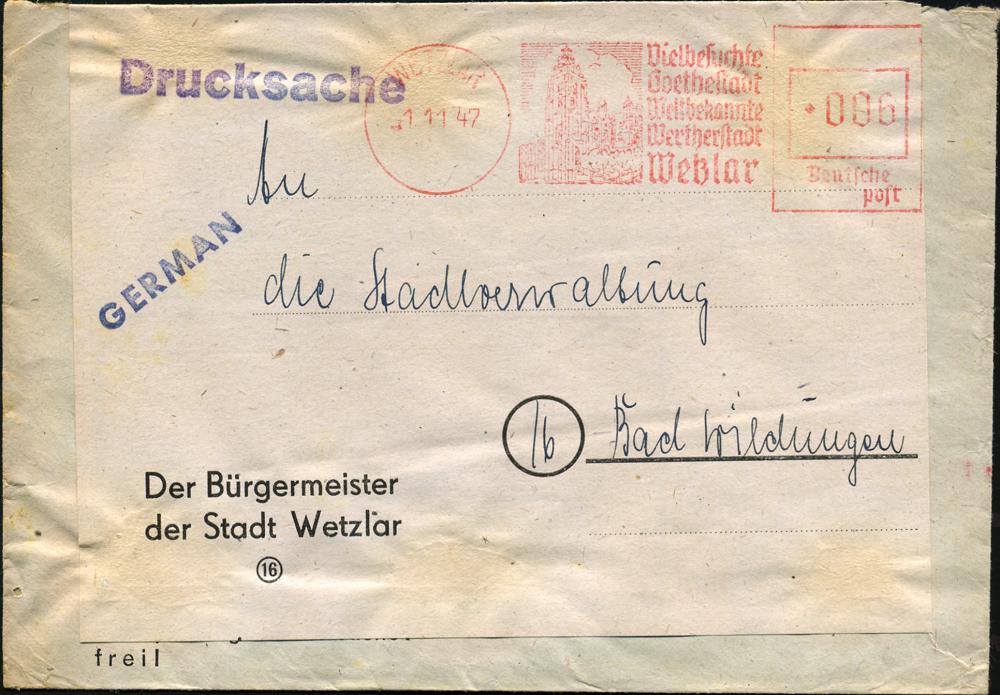 Drucksache
WETZLAR
-1.11.47
Vielbesuchte
Goethestadt
Weltbekannte
Wertherstadt
Wetzlar
*006
Deutsche
Post
An
GERMAN
die Stadtverwaltung
16 Bad Wildungen
Der Bürgermeister
der Stadt Wetzlar
16
freil